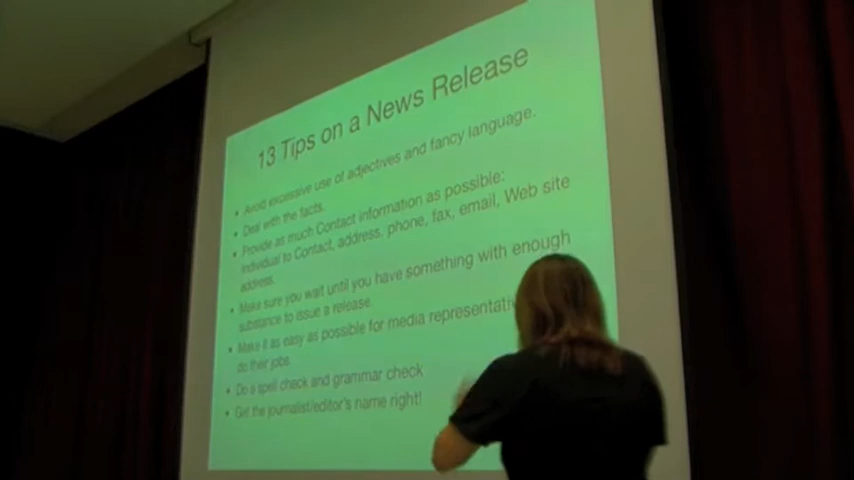 13 Tips on a News Release
• Avoid excessive use of adjectives and fancy language.
• Deal with the facts.
• Provide as much Contact information as possible:
Individual to Contact, address, phone, fax, email, Web site
address.
• Make sure you wait until you have something with enough
substance to issue a release.
• Make it as easy as possible for media
do their jobs.
• Do a spell check and grammar check
• Get the journalist/editor's name right!